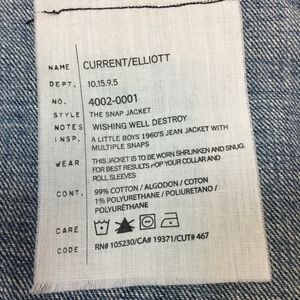 NAME CURRENT/ELLIOTT
DEPT. 10.15.9.5
NO. 4002-0001
STYLE THE SNAP JACKET
NOTES WISHING WELL DESTROY
INSP. A LITTLE BOYS 1960'S JEAN JACKET WITH
MULTIPLE SNAPS
WEAR THIS JACKET IS TO BE WORN SHRUNKEN AND SNUG.
FOR BEST RESULTS POP YOUR COLLAR AND
ROLL SLEEVES
CONT. 99% COTTON / ALGODON / COTON
1% POLYURETHANE / POLIURETANO /
POLYURÉTHANE
CARE
CODE RN# 105230/CA# 19371/CUT# 467